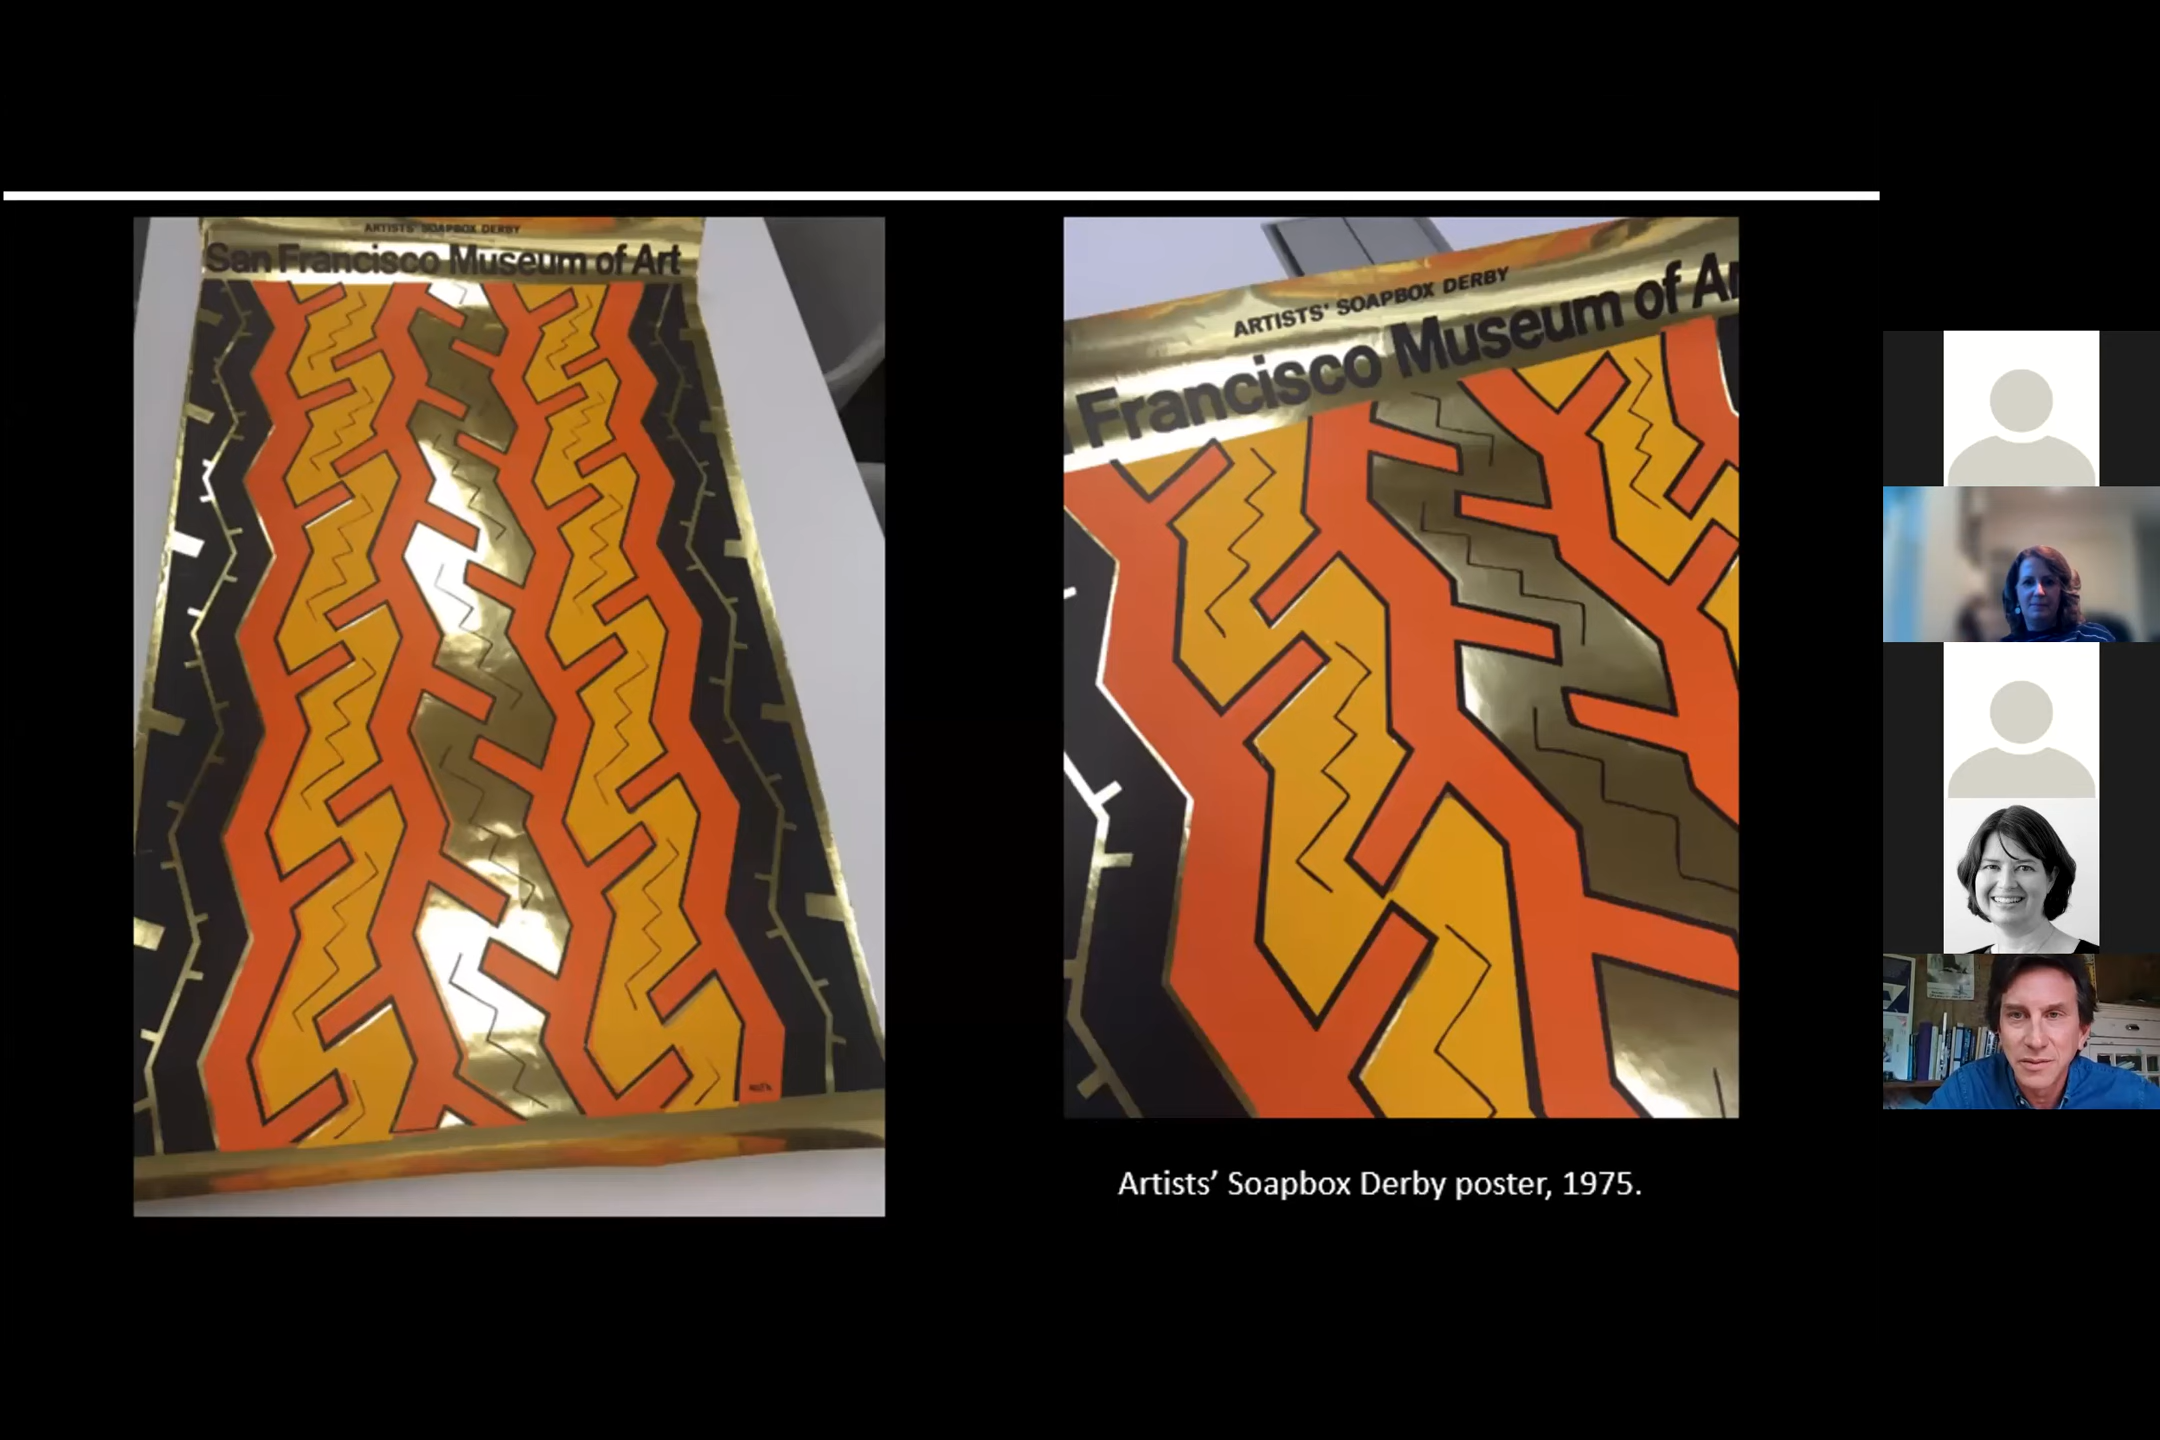 ARTISTS' SOAPBOX DERBY
San Francisco Museum of Art
ARTISTS' SOAPBOX DERBY
Francisco Museum of Ar
Artists’ Soapbox Derby poster, 1975.